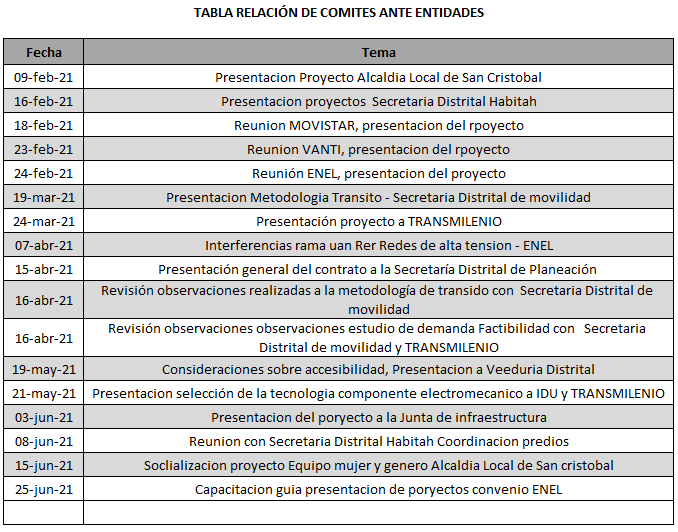 TABLA RELACIÓN DE COMITES ANTE ENTIDADES
Fecha Tema
09-feb-21 Presentacion Proyecto Alcaldia Local de San Cristobal
16-feb-21 Presentacion proyectos Secretaria Distrital Habitah
18-feb-21 Reunion MOVISTAR, presentacion del rpoyecto
23-feb-21 Reunion VANTI, presentacion del rpoyecto
24-feb-21 Reunión ENEL, presentacion del proyecto
19-mar-21 Presentacion Metodologia Transito - Secretaria Distrital de movilidad
24-mar-21 Presentación proyecto a TRANSMILENIO
07-abr-21 Interferencias rama uan Rer Redes de alta tension - ENEL
15-abr-21 Presentación general del contrato a la Secretaría Distrital de Planeación
16-abr-21 Revisión observaciones realizadas a la metodología de transido con Secretaria Distrital de
movilidad
16-abr-21 Revisión observaciones observaciones estudio de demanda Factibilidad con Secretaria
Distrital de movilidad y TRANSMILENIO
19-may-21 Consideraciones sobre accesibilidad, Presentacion a Veeduria Distrital
21-may-21 Presentacion selección de la tecnologia componente electromecanico a IDU y TRANSMILENIO
03-jun-21 Presentacion del poryecto a la Junta de infraestructura
08-jun-21 Reunion con Secretaria Distrital Habitah Coordinacion predios
15-jun-21 Soclializacion proyecto Equipo mujer y genero Alcaldia Local de San cristobal
25-jun-21 Capacitacion guia presentacion de poryectos convenio ENEL